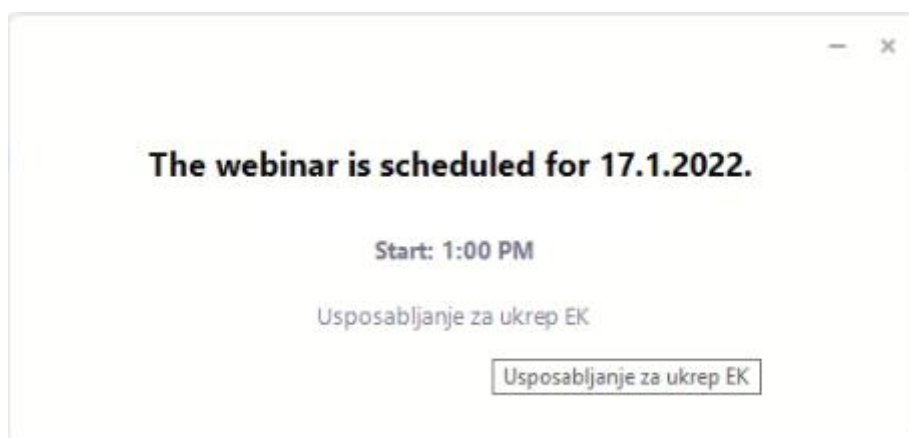 The webinar is scheduled for 17.1.2022.
Start: 1:00 PM
Usposabljanje za ukrep EK
Usposabljanje za ukrep EK